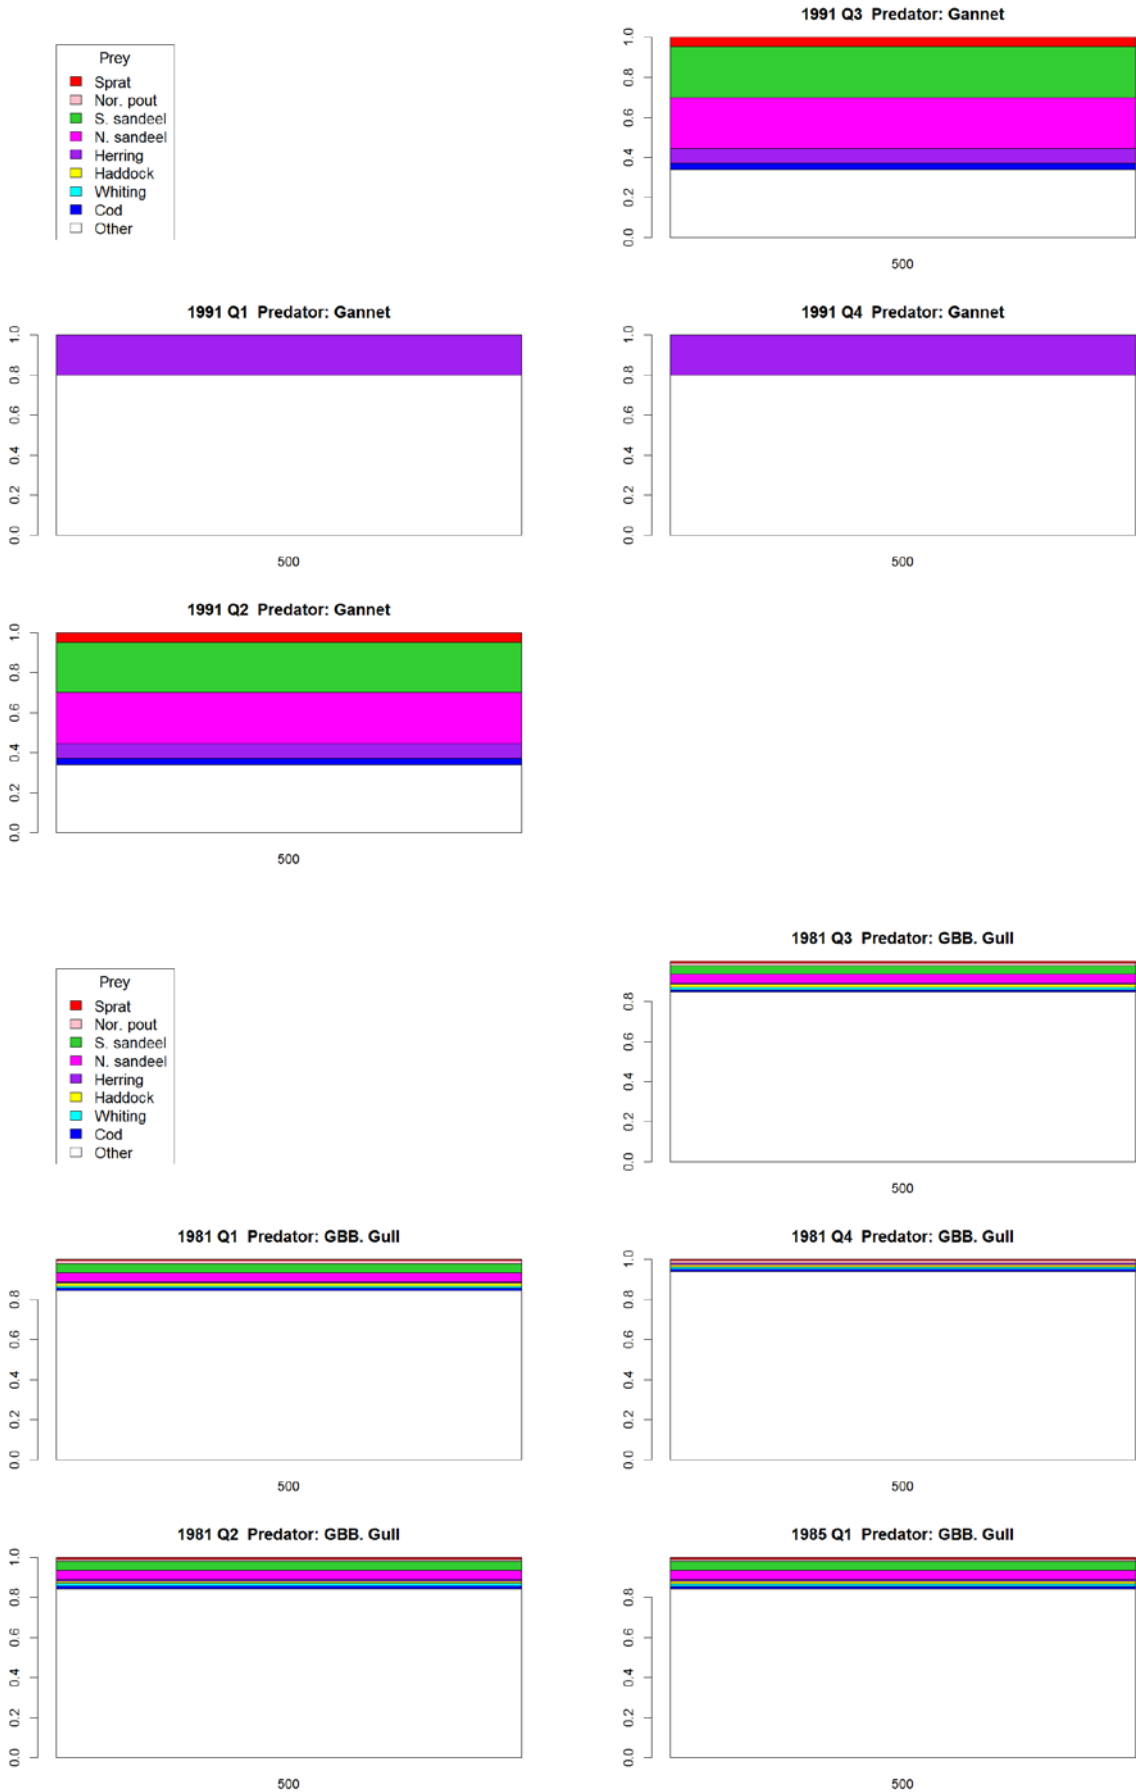 1991 Q3 Predator: Gannet
Prey
Sprat
Nor. pout
S. sandeel
N. sandeel
Herring
Haddock
Whiting
Cod
Other
1.0
0.8
0.6
0.4
0.2
0.0
500
1991 Q1 Predator: Gannet
1.0
0.8
0.6
0.4
0.2
0.0
500
1991 Q4 Predator: Gannet
1.0
0.8
0.6
0.4
0.2
0.0
500
1991 Q2 Predator: Gannet
1.0
0.8
0.6
0.4
0.2
0.0
500
1981 Q3 Predator: GBB. Gull
Prey
Sprat
Nor. pout
S. sandeel
N. sandeel
Herring
Haddock
Whiting
Cod
Other
0.8
0.6
0.4
0.2
0.0
500
1981 Q1 Predator: GBB. Gull
0.8
0.6
0.4
0.2
0.0
500
1981 Q4 Predator: GBB. Gull
1.0
0.8
0.6
0.4
0.2
0.0
500
1981 Q2 Predator: GBB. Gull
1.0
0.8
0.6
0.4
0.2
0.0
500
1985 Q1 Predator: GBB. Gull
1.0
0.8
0.6
0.4
0.2
0.0
500